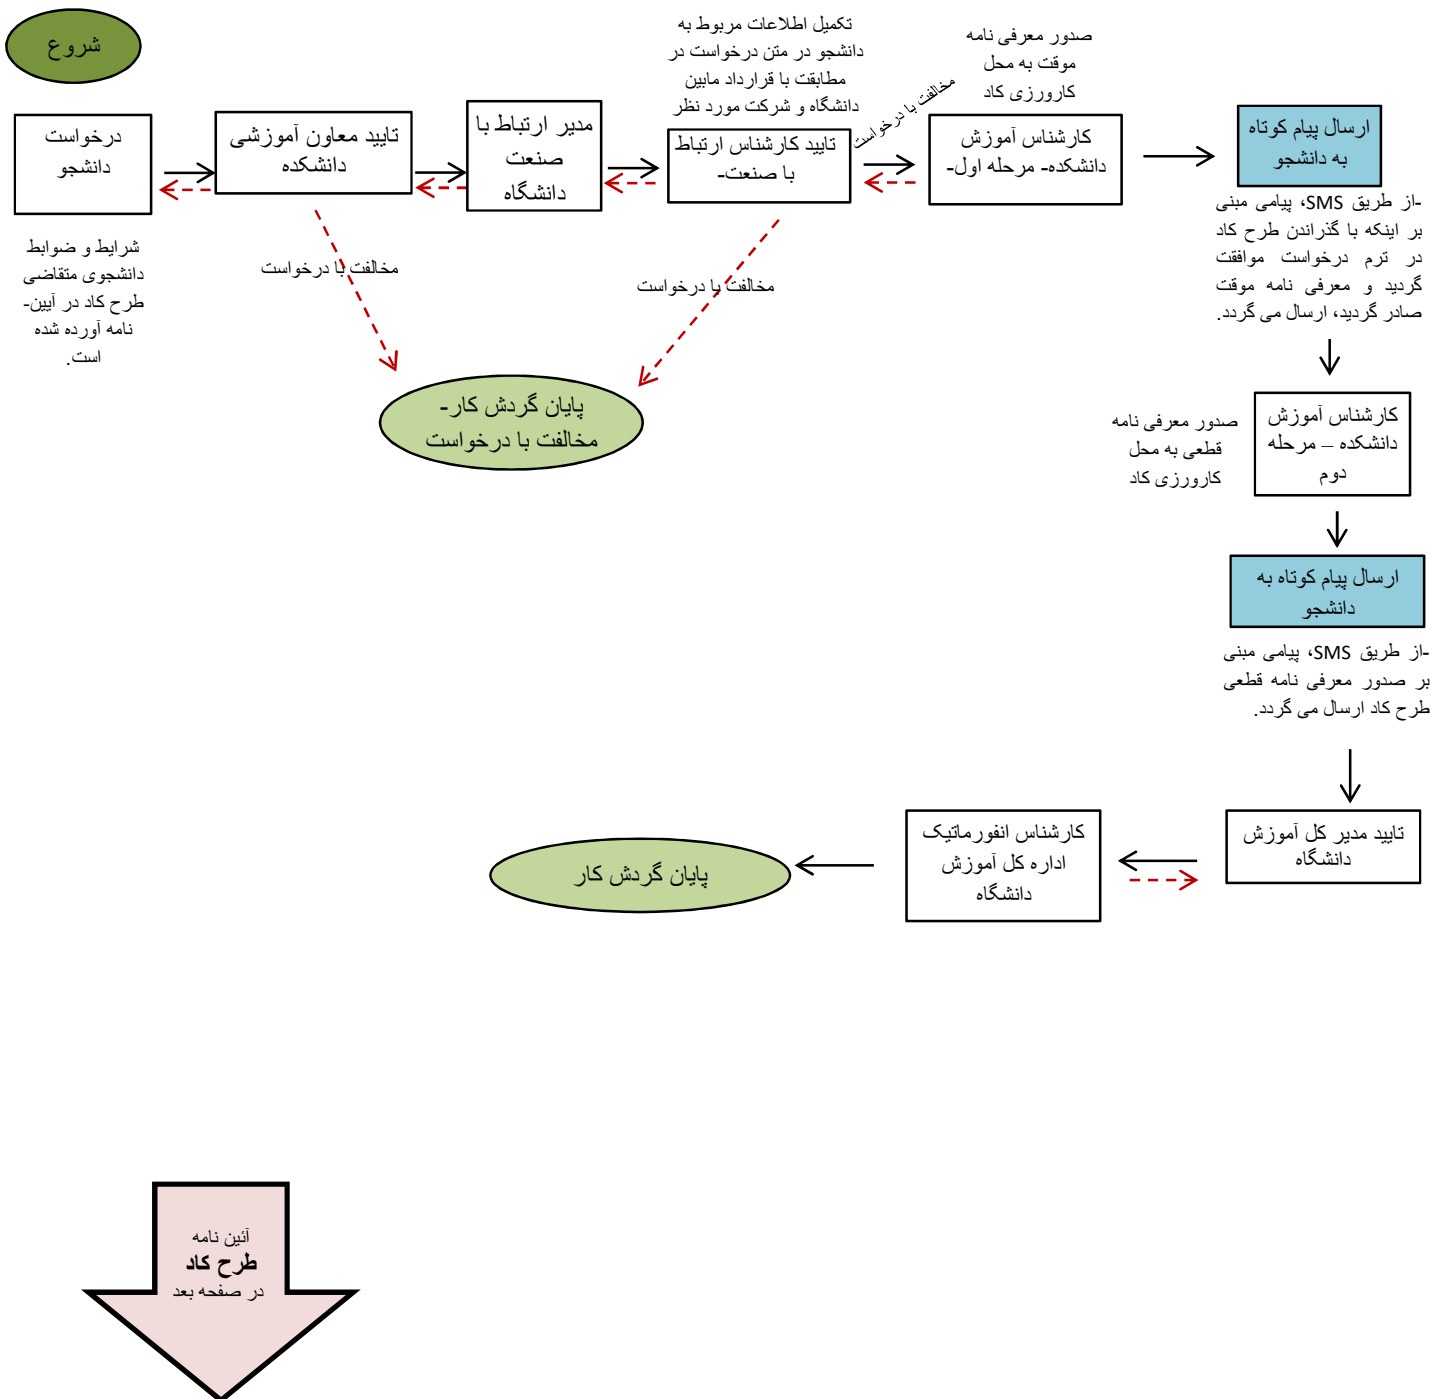 شروع
درخواست
دانشجو
شرایط و ضوابط
دانشجوی متقاضی
طرح کاد در آیین-
نامه آورده شده
است.
تایید معاون آموزشی
دانشکده
مخالفت با درخواست
مدیر ارتباط با
صنعت
دانشگاه
تکمیل اطلاعات مربوط به
دانشجو در متن درخواست در
مطابقت با قرارداد مابین
دانشگاه و شرکت مورد نظر
تایید کارشناس ارتباط
با صنعت-
مخالفت با درخواست
پایان گردش کار-
مخالفت با درخواست
مخالفت با درخواست
صدور معرفی نامه
موقت به محل
کارورزی کاد
کارشناس آموزش
دانشکده- مرحله اول-
ارسال پیام کوتاه
به دانشجو
-از طریق SMS، پیامی مبنی
بر اینکه با گذراندن طرح کاد
در ترم درخواست موافقت
گردید و معرفی نامه موقت
صادر گردید، ارسال می گردد.
صدور معرفی نامه
قطعی به محل
کارورزی کاد
کارشناس آموزش
دانشکده – مرحله
دوم
ارسال پیام کوتاه به
دانشجو
-از طریق SMS، پیامی مبنی
بر صدور معرفی نامه قطعی
طرح کاد ارسال می گردد.
تایید مدیر کل آموزش
دانشگاه
کارشناس انفورماتیک
اداره کل آموزش
دانشگاه
پایان گردش کار
آئین نامه
طرح کاد
در صفحه بعد